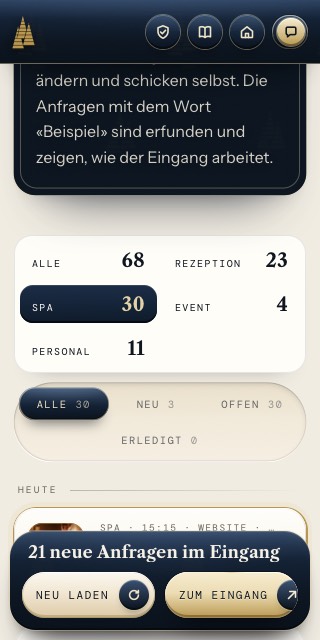 ändern und schicken selbst. Die
Anfragen mit dem Wort
«Beispiel» sind erfunden und
zeigen, wie der Eingang arbeitet.
ALLE 68
REZEPTION 23
SPA 30
EVENT 4
PERSONAL 11
ALLE 30
NEU 3
OFFEN 30
ERLEDIGT 0
HEUTE
SPA · 15:15 · WEBSITE · …
21 neue Anfragen im Eingang
NEU LADEN
ZUM EINGANG